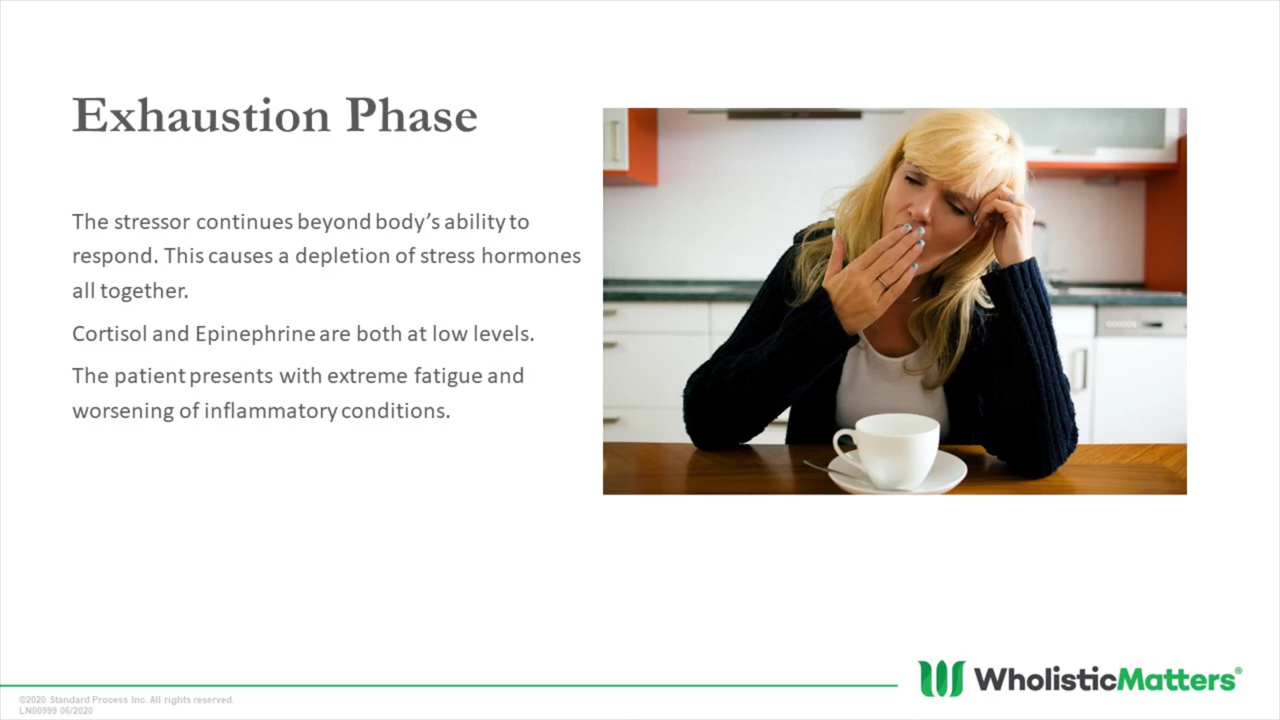 Exhaustion Phase
The stressor continues beyond body’s ability to
respond. This causes a depletion of stress hormones
all together.
Cortisol and Epinephrine are both at low levels.
The patient presents with extreme fatigue and
worsening of inflammatory conditions.
©2020 Standard Process Inc. All rights reserved.
LN00999 06/2020
WholisticMatters®